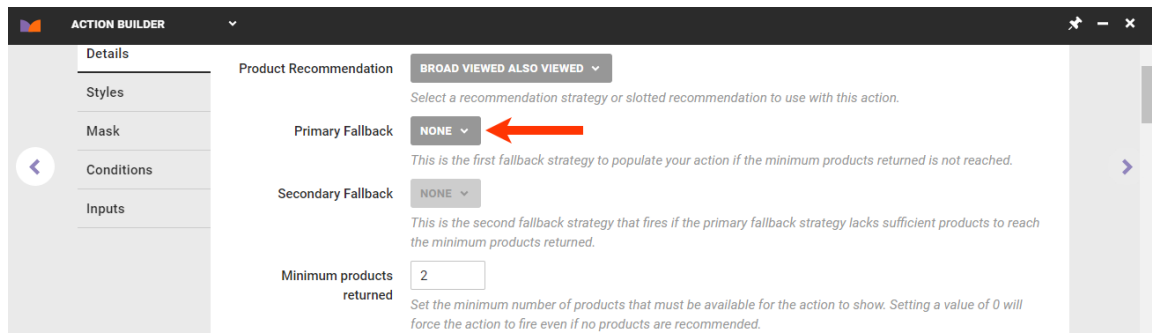 ACTION BUILDER
Details
Styles
Mask
Conditions
Inputs
Product Recommendation
BROAD VIEWED ALSO VIEWED
Select a recommendation strategy or slotted recommendation to use with this action.
Primary Fallback
NONE
This is the first fallback strategy to populate your action if the minimum products returned is not reached.
Secondary Fallback
NONE
This is the second fallback strategy that fires if the primary fallback strategy lacks sufficient products to reach
the minimum products returned.
Minimum products
returned
2
Set the minimum number of products that must be available for the action to show. Setting a value of 0 will
force the action to fire even if no products are recommended.